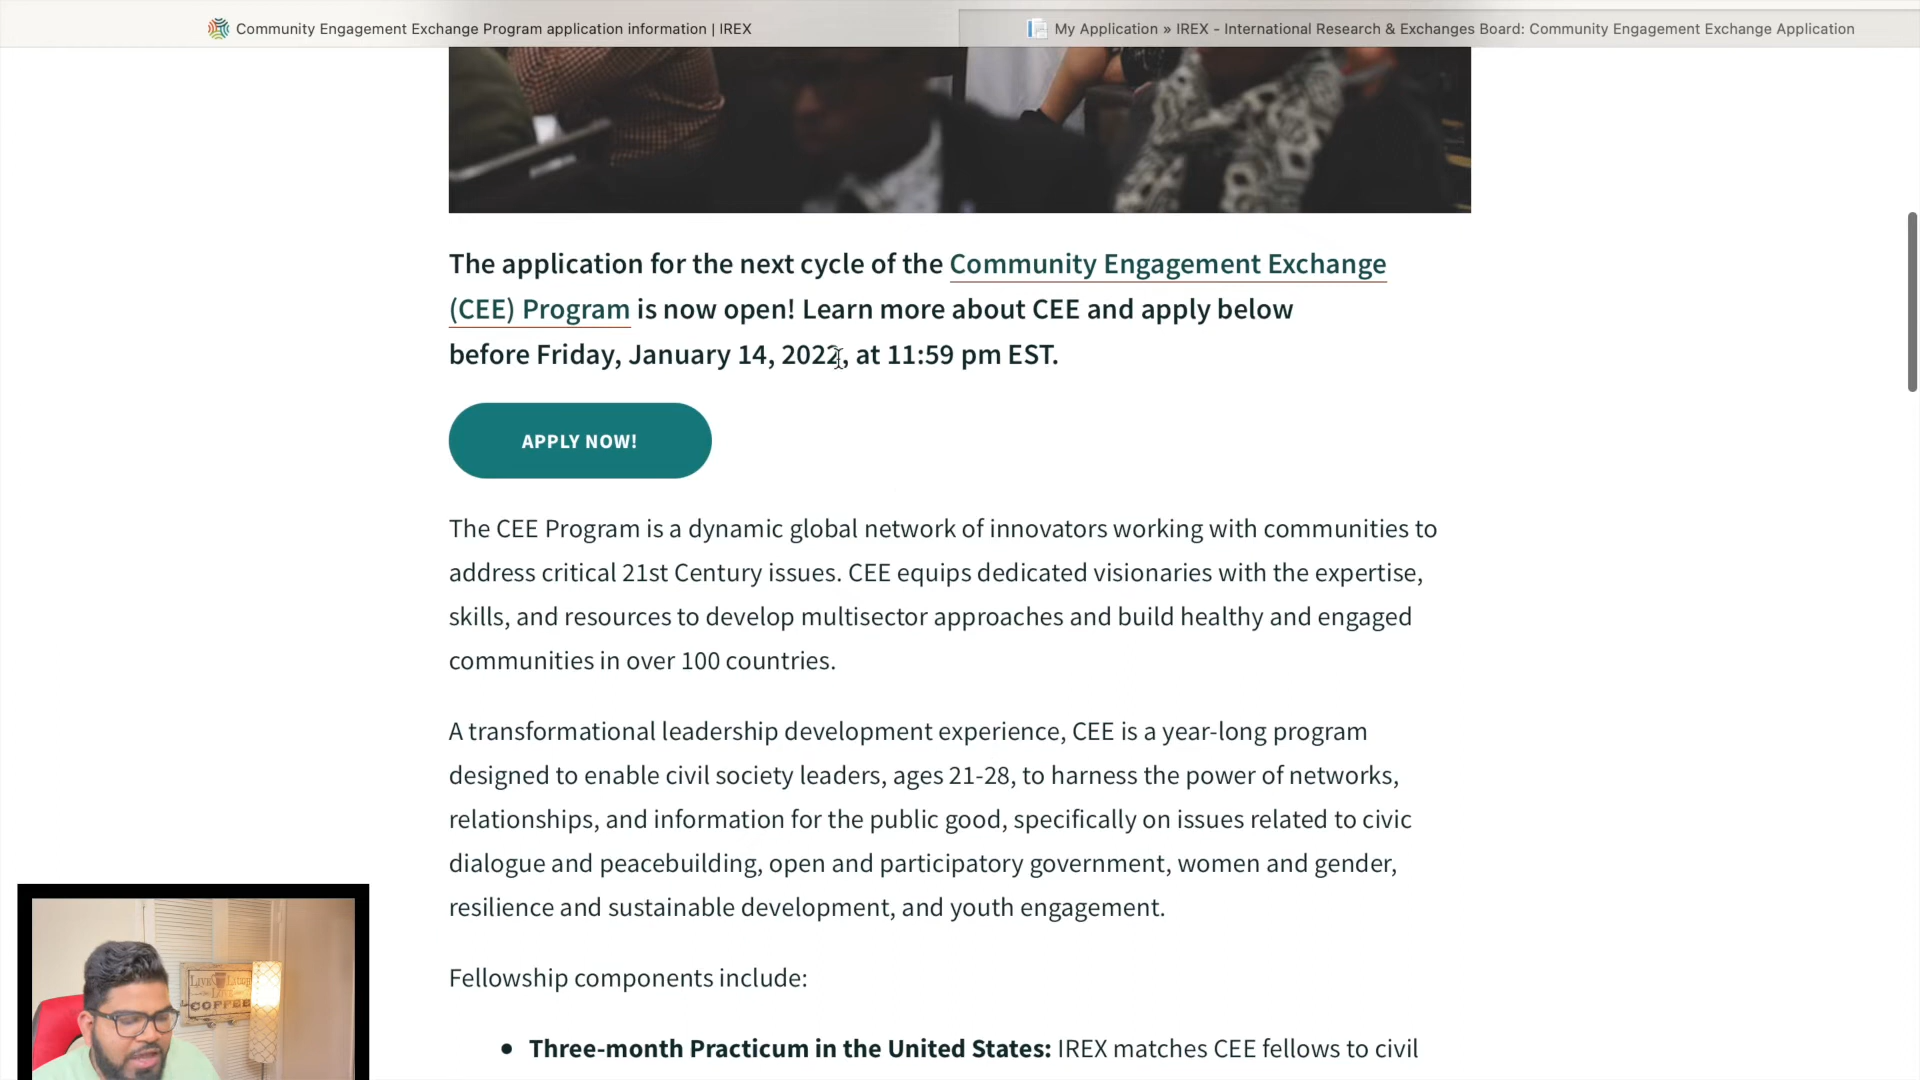 Community Engagement Exchange Program application information | IREX
My Application » IREX - International Research & Exchanges Board: Community Engagement Exchange Application
The application for the next cycle of the Community Engagement Exchange
(CEE) Program is now open! Learn more about CEE and apply below
before Friday, January 14, 2022, at 11:59 pm EST.
APPLY NOW!
The CEE Program is a dynamic global network of innovators working with communities to
address critical 21st Century issues. CEE equips dedicated visionaries with the expertise,
skills, and resources to develop multisector approaches and build healthy and engaged
communities in over 100 countries.
A transformational leadership development experience, CEE is a year-long program
designed to enable civil society leaders, ages 21-28, to harness the power of networks,
relationships, and information for the public good, specifically on issues related to civic
dialogue and peacebuilding, open and participatory government, women and gender,
resilience and sustainable development, and youth engagement.
Fellowship components include:
• Three-month Practicum in the United States: IREX matches CEE fellows to civil
COFFEE